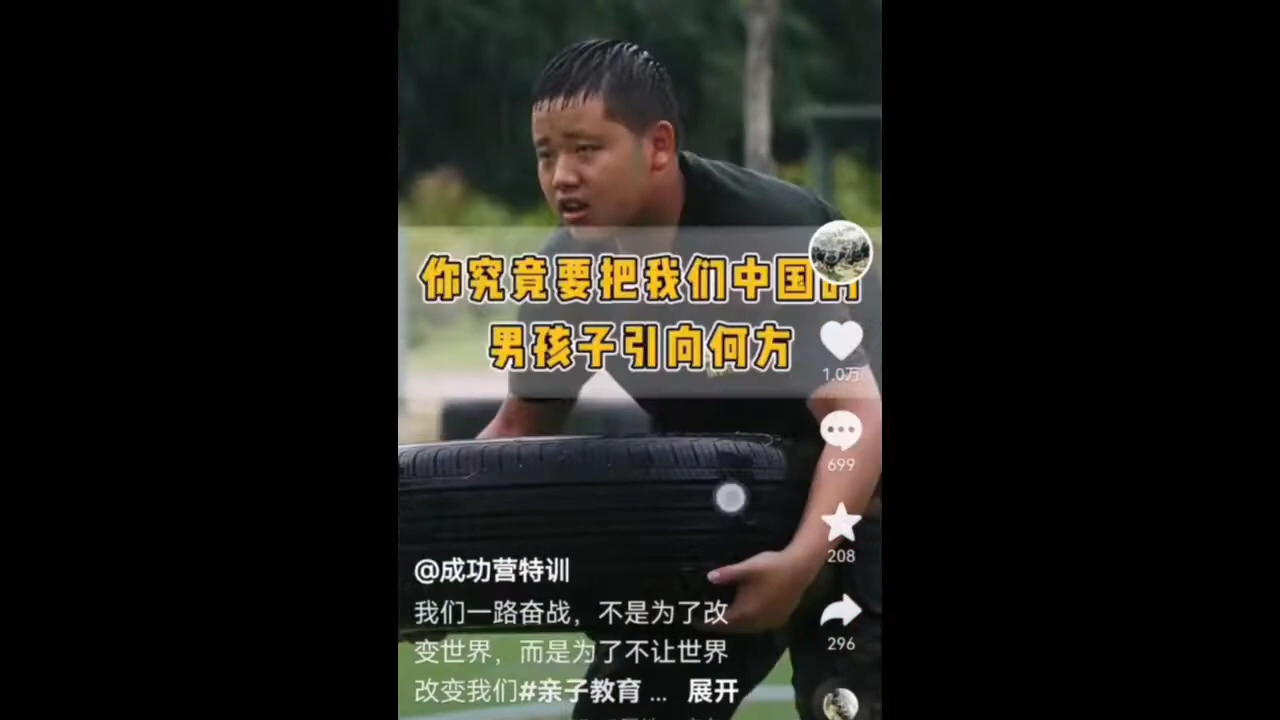 你究竟要把我们中国的
男孩子引向何方
1.0万
699
208
296
@成功营特训
我们一路奋战，不是为了改
变世界，而是为了不让世界
改变我们#亲子教育 ... 展开